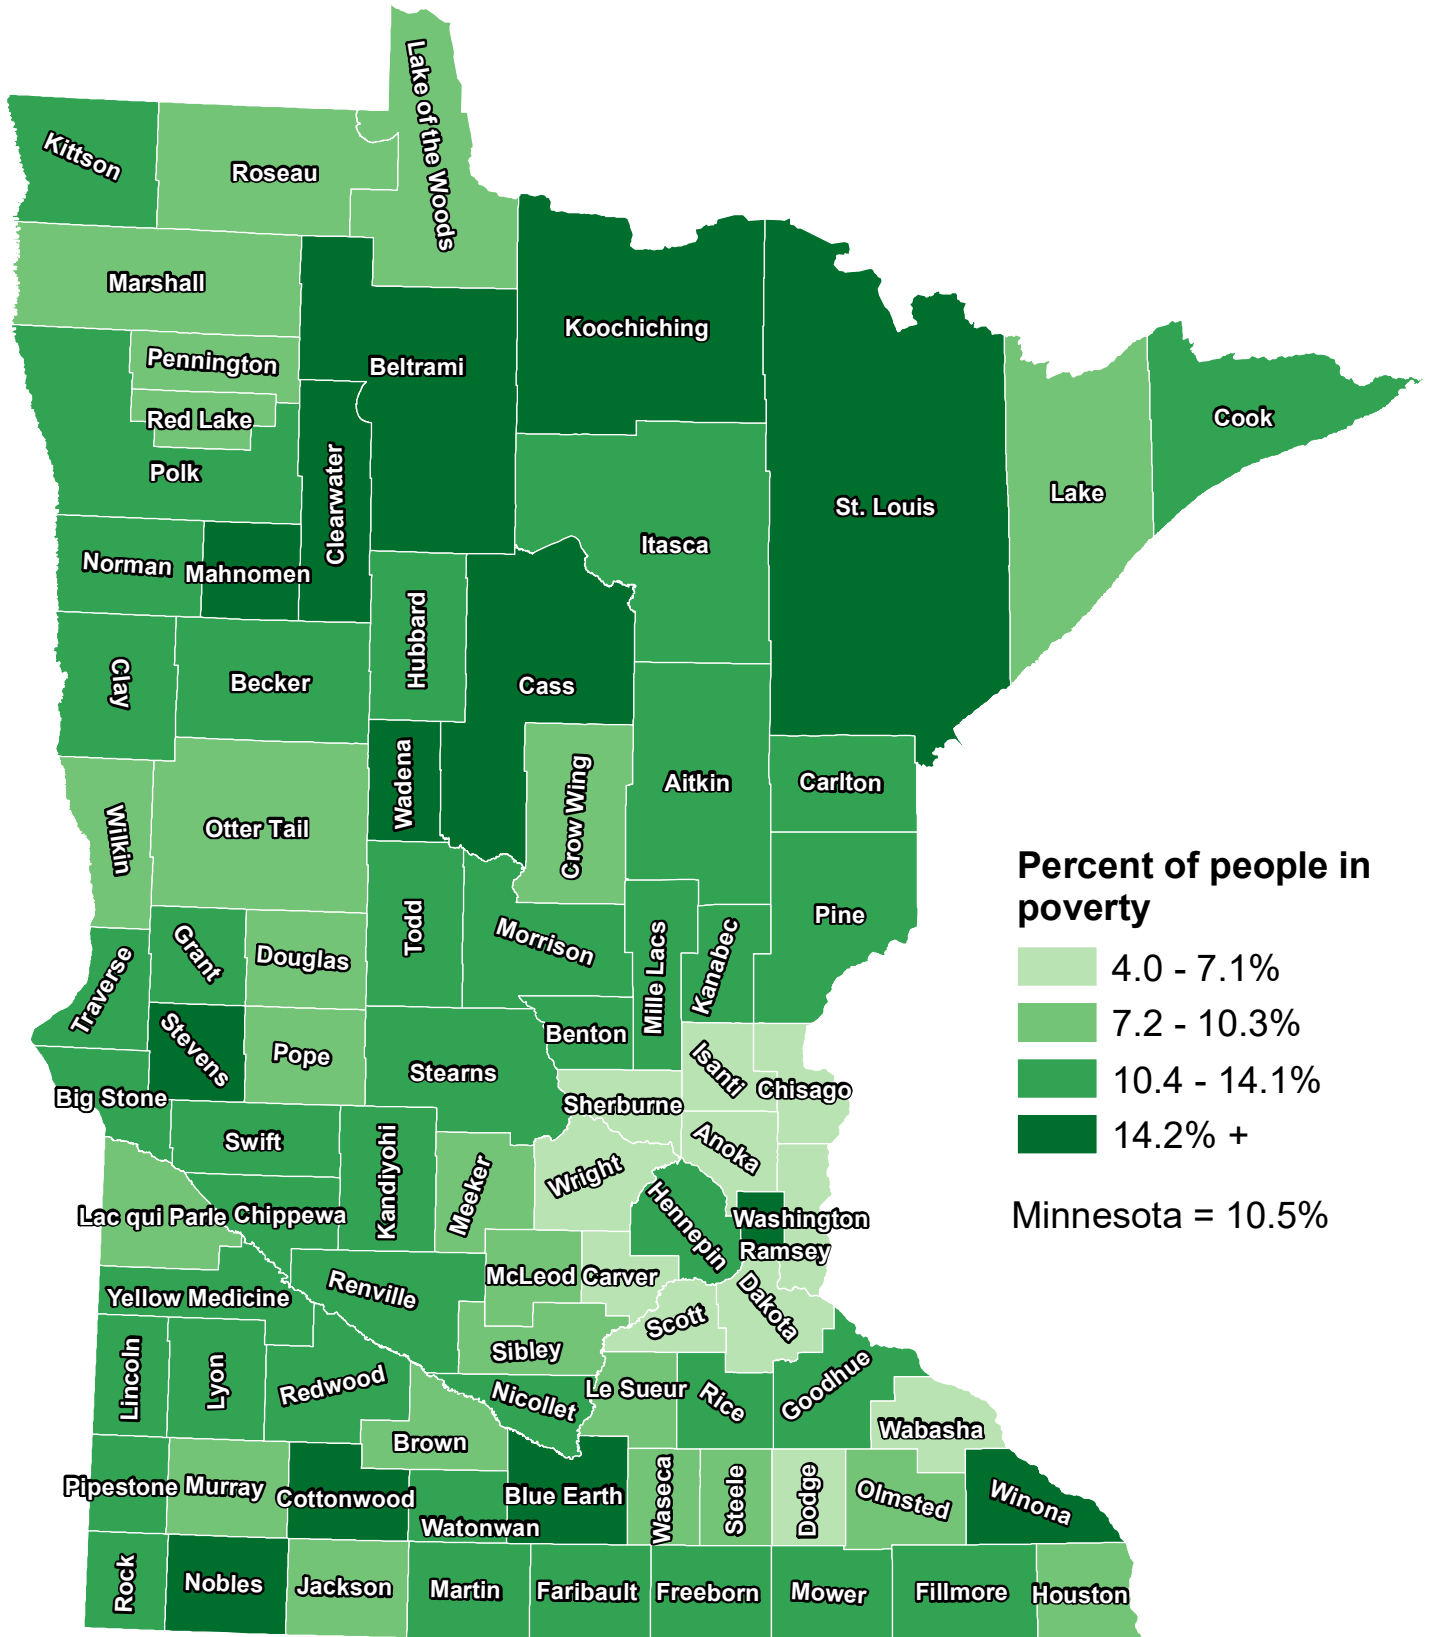 Lake of the Woods
Kittson
Roseau
Marshall
Koochiching
Pennington
Beltrami
Red Lake
Cook
Polk
Clearwater
Lake
St. Louis
Itasca
Norman
Mahnomen
Hubbard
Clay
Becker
Cass
Wadena
Aitkin
Carlton
Crow Wing
Wilkin
Otter Tail
Percent of people in
poverty
4.0 - 7.1%
7.2 - 10.3%
10.4 - 14.1%
14.2% +
Minnesota = 10.5%
Pine
Todd
Morrison
Grant
Douglas
Mille Lacs
Kanabec
Traverse
Benton
Stevens
Pope
Stearns
Isanti
Chisago
Big Stone
Sherburne
Swift
Anoka
Kandiyohi
Wright
Meeker
Lac qui Parle
Chippewa
Hennepin
Washington
Ramsey
McLeod
Carver
Renville
Yellow Medicine
Dakota
Scott
Sibley
Lincoln
Lyon
Redwood
Nicollet
Le Sueur
Rice
Goodhue
Wabasha
Brown
Pipestone
Murray
Cottonwood
Blue Earth
Watonwan
Waseca
Steele
Dodge
Olmsted
Winona
Rock
Nobles
Jackson
Martin
Faribault
Freeborn
Mower
Fillmore
Houston